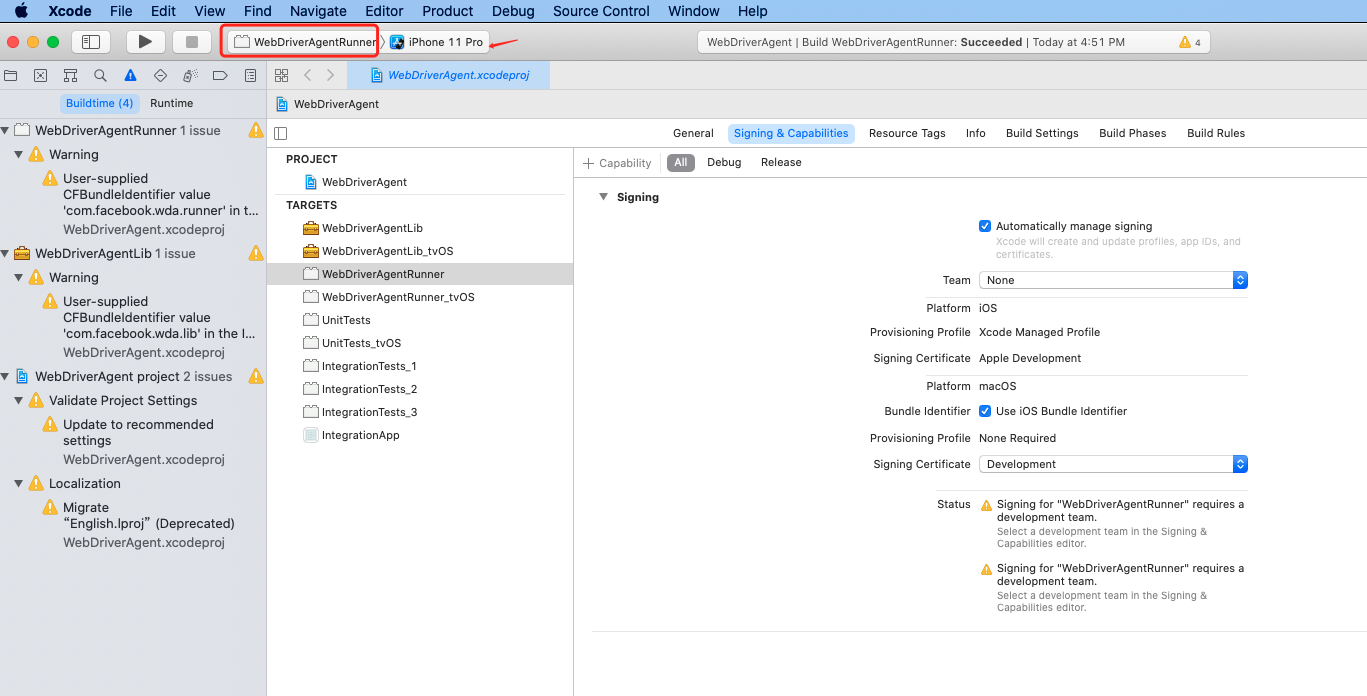 Xcode File Edit View Find Navigate Editor Product Debug Source Control Window Help
WebDriverAgentRunner iPhone 11 Pro WebDriverAgent | Build WebDriverAgentRunner: Succeeded | Today at 4:51 PM 4
WebDriverAgent.xcodeproj
Buildtime (4) Runtime
WebDriverAgent
WebDriverAgentRunner 1 issue
Warning
User-supplied
CFBundleIdentifier value
'com.facebook.wda.runner' in t...
WebDriverAgent.xcodeproj
WebDriverAgentLib 1 issue
Warning
User-supplied
CFBundleIdentifier value
'com.facebook.wda.lib' in the I...
WebDriverAgent.xcodeproj
WebDriverAgent project 2 issues
Validate Project Settings
Update to recommended
settings
WebDriverAgent.xcodeproj
Localization
Migrate
“English.lproj” (Deprecated)
WebDriverAgent.xcodeproj
General Signing & Capabilities Resource Tags Info Build Settings Build Phases Build Rules
PROJECT
WebDriverAgent
TARGETS
WebDriverAgentLib
WebDriverAgentLib_tvOS
WebDriverAgentRunner
WebDriverAgentRunner_tvOS
UnitTests
UnitTests_tvOS
IntegrationTests_1
IntegrationTests_2
IntegrationTests_3
IntegrationApp
+ Capability All Debug Release
Signing
Automatically manage signing
Xcode will create and update profiles, app IDs, and
certificates.
Team None
Platform iOS
Provisioning Profile Xcode Managed Profile
Signing Certificate Apple Development
Platform macOS
Bundle Identifier Use iOS Bundle Identifier
Provisioning Profile None Required
Signing Certificate Development
Status Signing for "WebDriverAgentRunner" requires a
development team.
Select a development team in the Signing &
Capabilities editor.
Signing for "WebDriverAgentRunner" requires a
development team.
Select a development team in the Signing &
Capabilities editor.